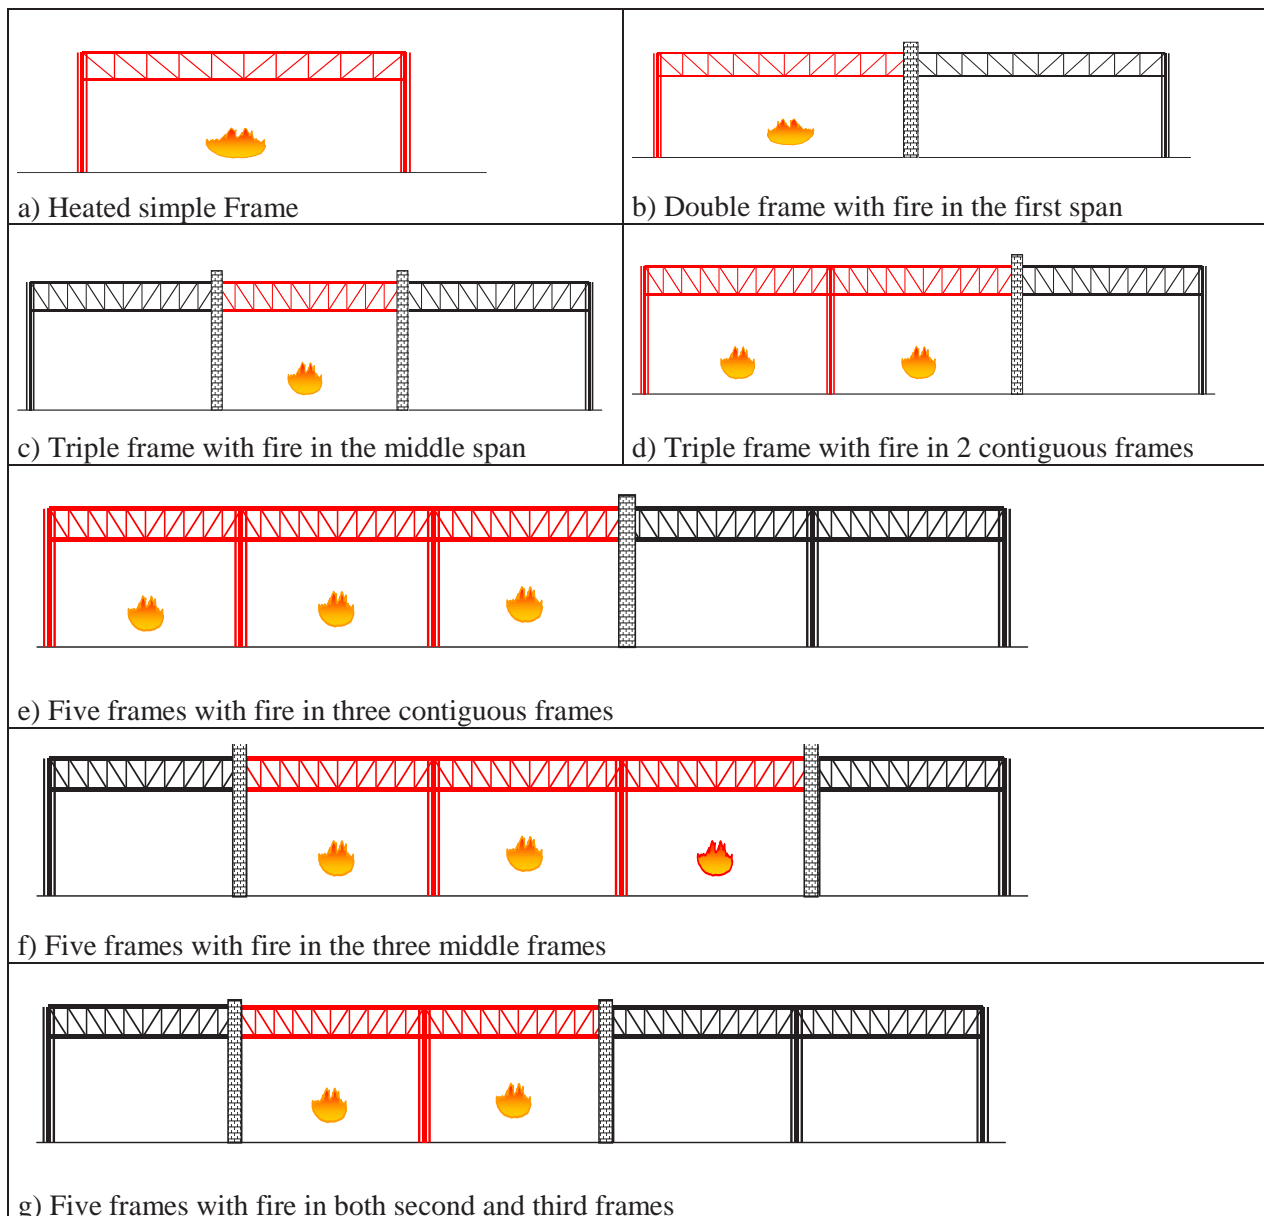 a) Heated simple Frame
b) Double frame with fire in the first span
c) Triple frame with fire in the middle span
d) Triple frame with fire in 2 contiguous frames
e) Five frames with fire in three contiguous frames
f) Five frames with fire in the three middle frames
g) Five frames with fire in both second and third frames